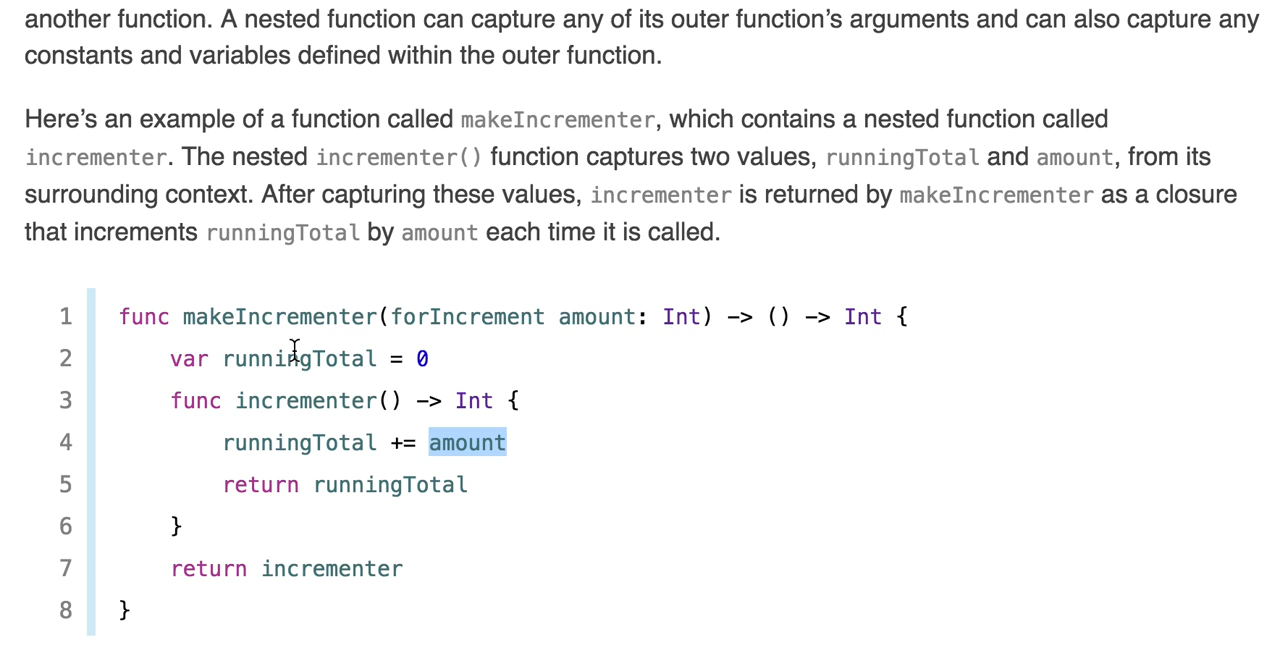 another function. A nested function can capture any of its outer function’s arguments and can also capture any
constants and variables defined within the outer function.
Here’s an example of a function called makeIncrementer, which contains a nested function called
incrementer. The nested incrementer() function captures two values, runningTotal and amount, from its
surrounding context. After capturing these values, incrementer is returned by makeIncrementer as a closure
that increments runningTotal by amount each time it is called.
1 func makeIncrementer(forIncrement amount: Int) -> () -> Int {
2     var runningTotal = 0
3     func incrementer() -> Int {
4         runningTotal += amount
5         return runningTotal
6     }
7     return incrementer
8 }